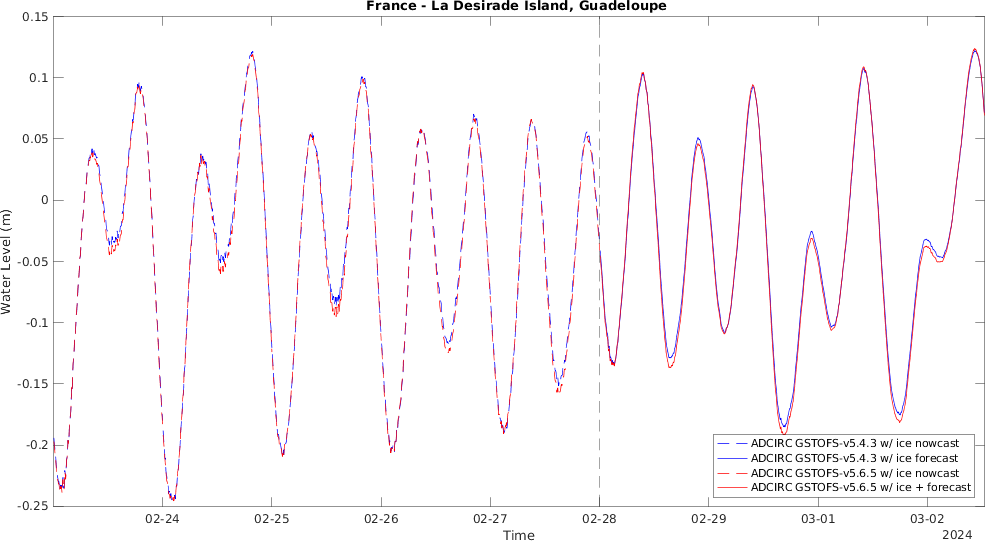 France - La Desirade Island, Guadeloupe
0.15
0.1
0.05
0
-0.05
-0.1
-0.15
-0.2
-0.25
Water Level (m)
ADCIRC GSTOFS-v5.4.3 w/ ice nowcast
ADCIRC GSTOFS-v5.4.3 w/ ice forecast
ADCIRC GSTOFS-v5.6.5 w/ ice nowcast
ADCIRC GSTOFS-v5.6.5 w/ ice + forecast
02-24 02-25 02-26 02-27 02-28 02-29 03-01 03-02
Time
2024